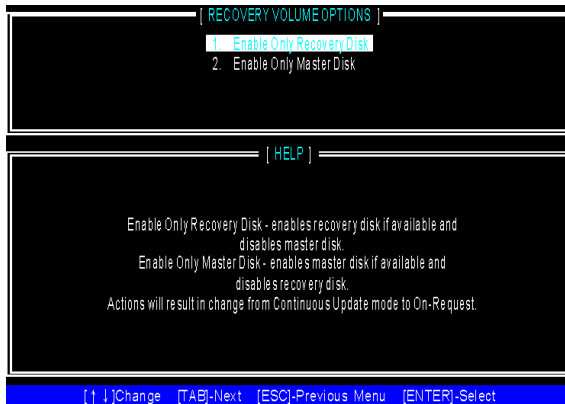 [ RECOVERY VOLUME OPTIONS ]
1. Enable Only Recovery Disk
2. Enable Only Master Disk
[ HELP ]
Enable Only Recovery Disk - enables recovery disk if available and
disables master disk.
Enable Only Master Disk - enables master disk if available and
disables recovery disk.
Actions will result in change from Continuous Update mode to On-Request.
[↑↓]Change [TAB]-Next [ESC]-Previous Menu [ENTER]-Select